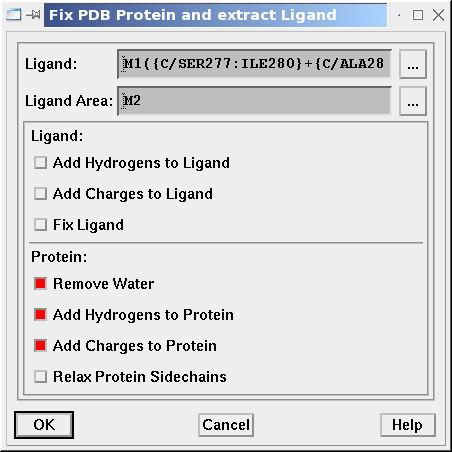 Fix PDB Protein and extract Ligand
Ligand: M1({C/SER277:ILE280}+{C/ALA28 ...
Ligand Area: M2 ...
Ligand:
Add Hydrogens to Ligand
Add Charges to Ligand
Fix Ligand
Protein:
Remove Water
Add Hydrogens to Protein
Add Charges to Protein
Relax Protein Sidechains
OK Cancel Help